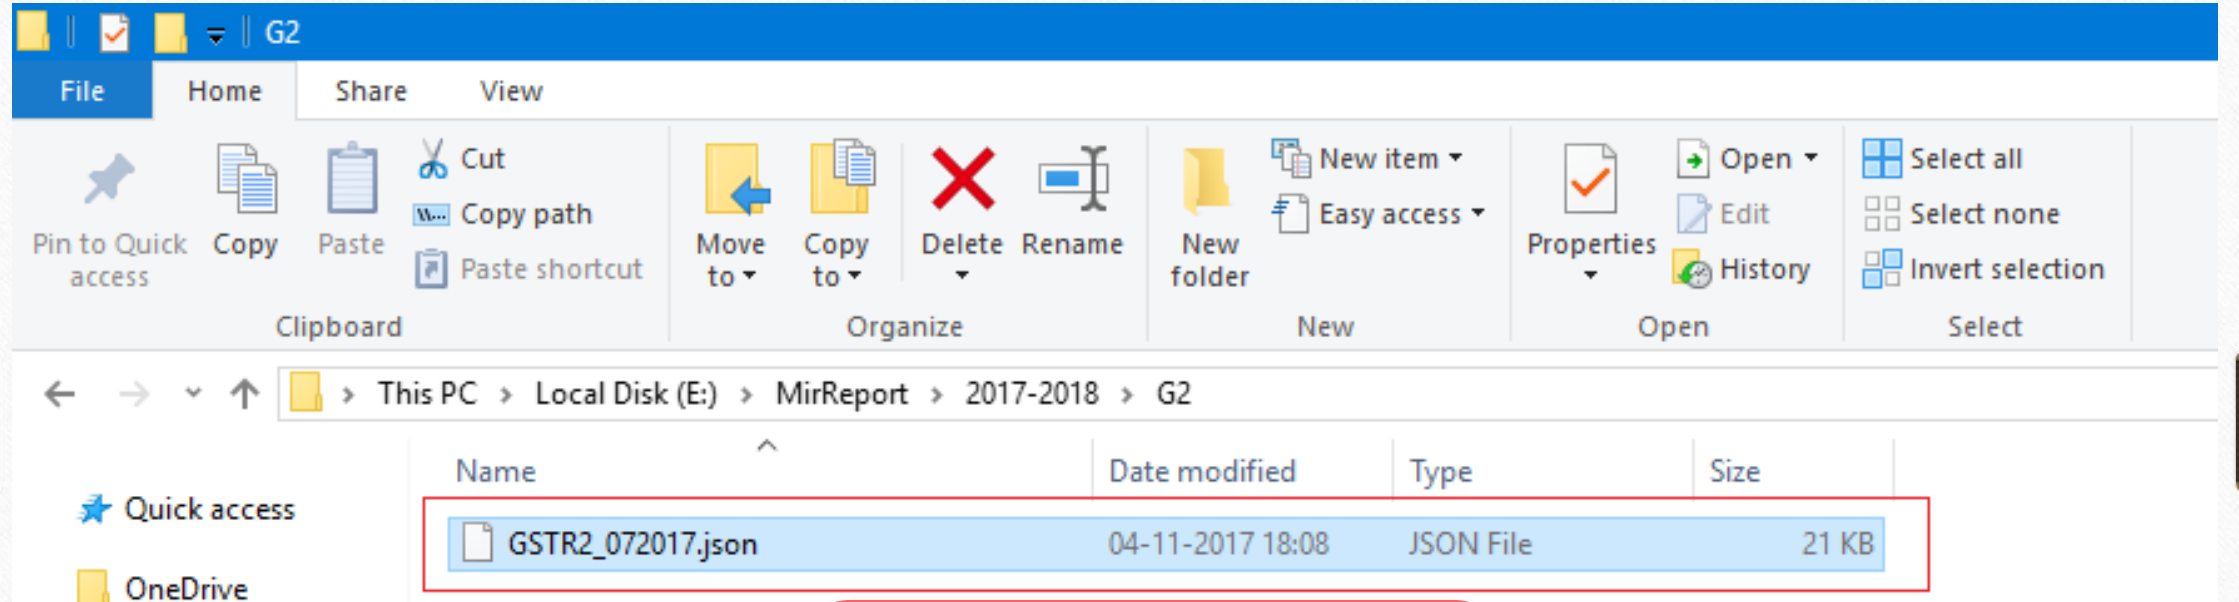 G2
File Home Share View
Pin to Quick access
Copy
Paste
Cut
Copy path
Paste shortcut
Clipboard
Move to
Copy to
Delete
Rename
Organize
New folder
New item
Easy access
New
Properties
Open
Edit
History
Open
Select all
Select none
Invert selection
Select
This PC > Local Disk (E:) > MirReport > 2017-2018 > G2
Name Date modified Type Size
Quick access
GSTR2_072017.json 04-11-2017 18:08 JSON File 21 KB
OneDrive